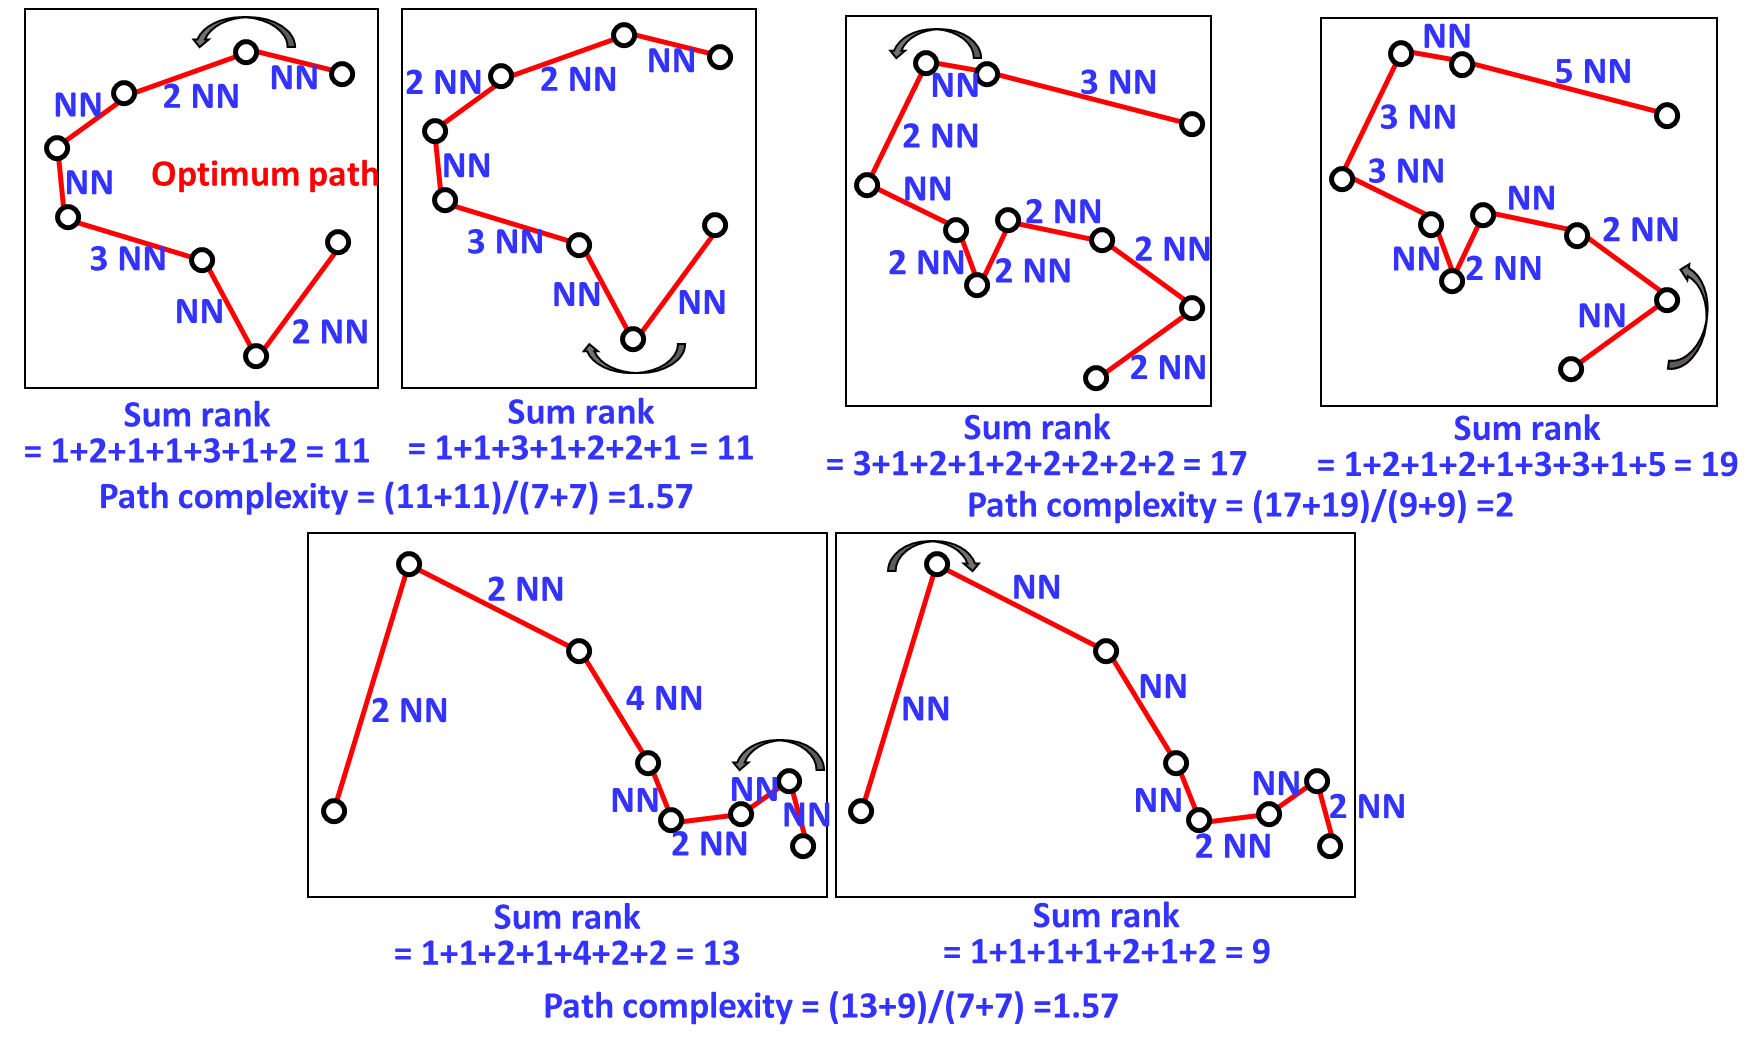 NN
2 NN
NN
NN
Optimum path
3 NN
NN
2 NN
Sum rank
= 1+2+1+1+3+1+2 = 11
NN
2 NN
2 NN
NN
3 NN
NN
NN
Sum rank
= 1+1+3+1+2+2+1 = 11
Path complexity = (11+11)/(7+7) =1.57
3 NN
NN
2 NN
NN
2 NN
2 NN
2 NN
2 NN
2 NN
Sum rank
= 3+1+2+1+2+2+2+2+2 = 17
NN
5 NN
3 NN
3 NN
NN
2 NN
NN
2 NN
NN
Sum rank
= 1+2+1+2+1+3+3+1+5 = 19
Path complexity = (17+19)/(9+9) =2
2 NN
2 NN
4 NN
NN
NN
NN
2 NN
Sum rank
= 1+1+2+1+4+2+2 = 13
NN
NN
NN
NN
NN
2 NN
2 NN
Sum rank
= 1+1+1+1+2+1+2 = 9
Path complexity = (13+9)/(7+7) =1.57